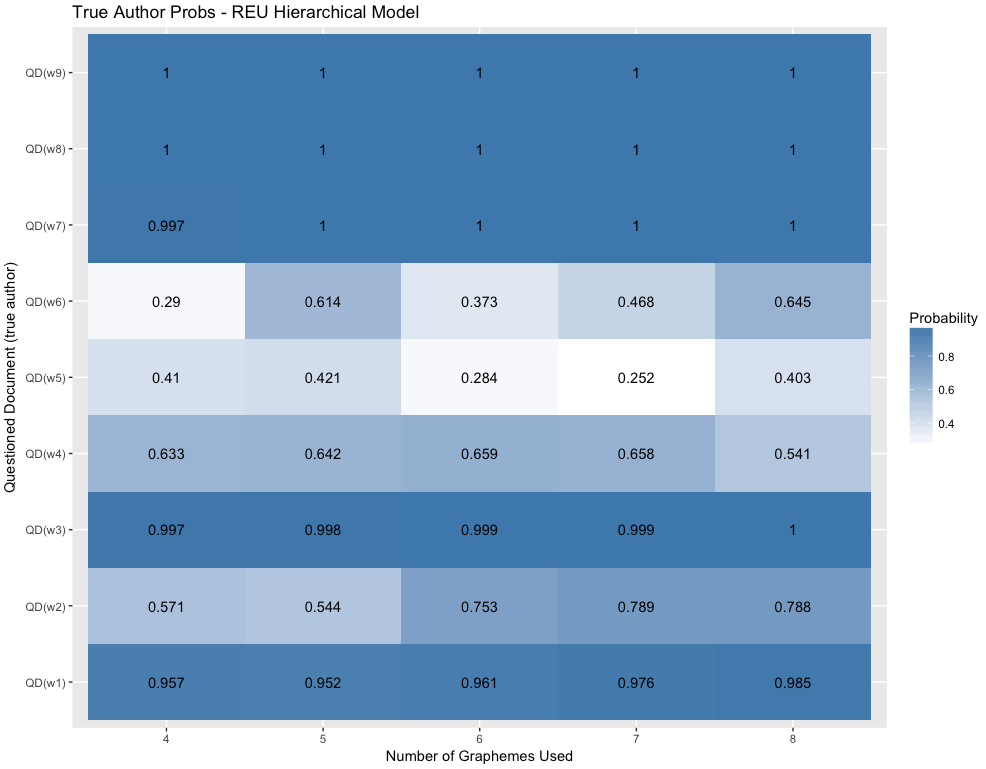 True Author Probs - REU Hierarchical Model
QD(w9) 1 1 1 1 1
QD(w8) 1 1 1 1 1
QD(w7) 0.997 1 1 1 1
QD(w6) 0.29 0.614 0.373 0.468 0.645
QD(w5) 0.41 0.421 0.284 0.252 0.403
QD(w4) 0.633 0.642 0.659 0.658 0.541
QD(w3) 0.997 0.998 0.999 0.999 1
QD(w2) 0.571 0.544 0.753 0.789 0.788
QD(w1) 0.957 0.952 0.961 0.976 0.985
4 5 6 7 8
Number of Graphemes Used
Questioned Document (true author)
Probability
0.8
0.6
0.4